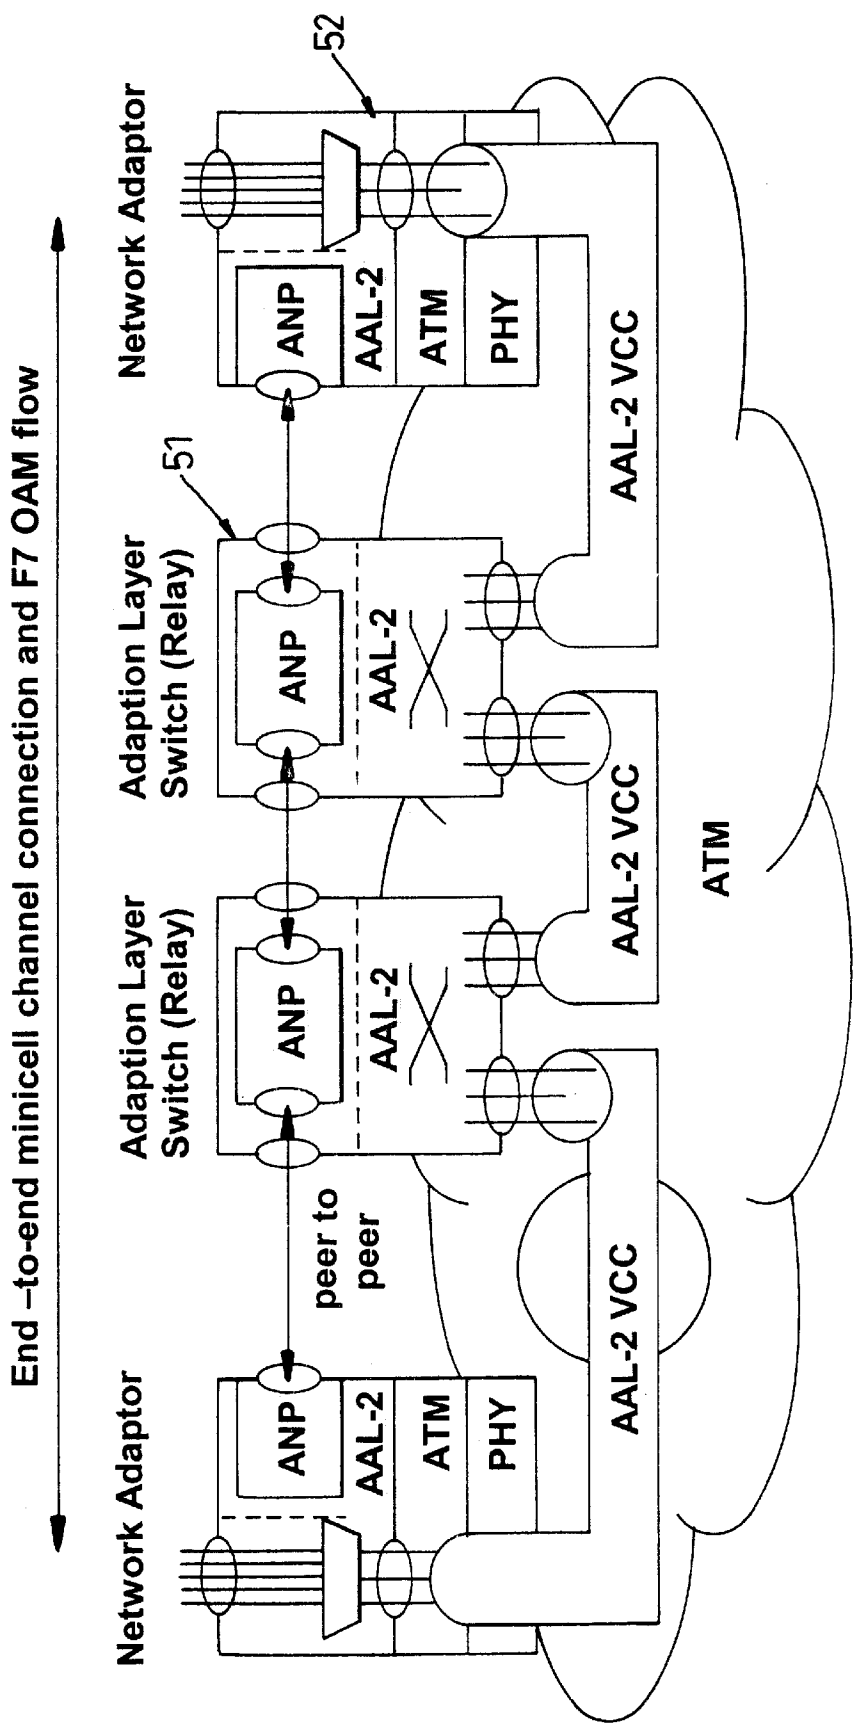 End –to-end minicell channel connection and F7 OAM flow
Network Adaptor
Adaption Layer
Switch (Relay)
Adaption Layer
Switch (Relay)
Network Adaptor
51
52
ANP
AAL-2
ATM
PHY
peer to
peer
ANP
AAL-2
ANP
AAL-2
ANP
AAL-2
ATM
PHY
AAL-2 VCC
AAL-2 VCC
AAL-2 VCC
ATM